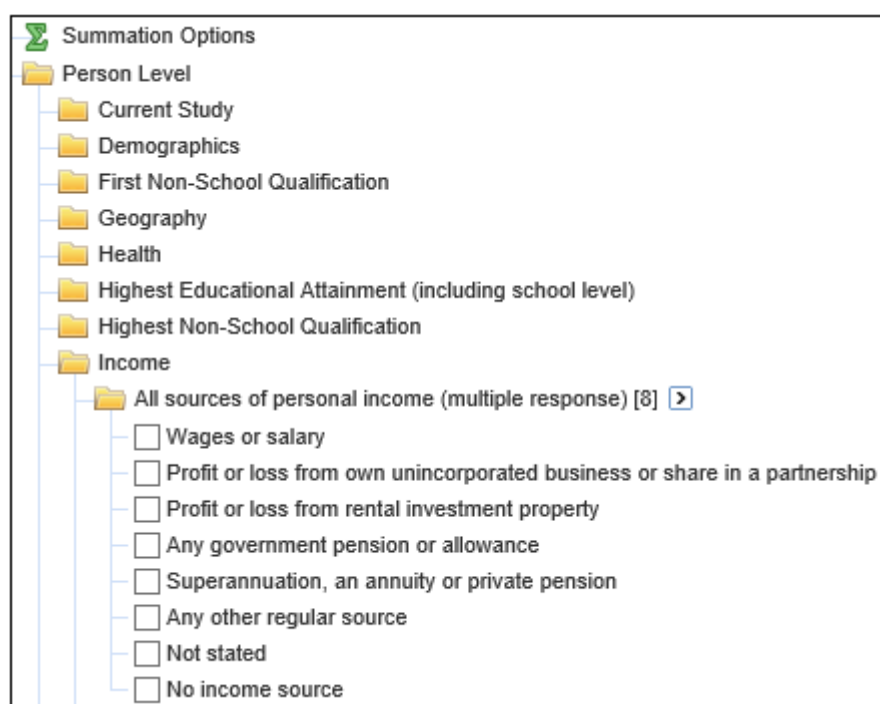 Summation Options
Person Level
Current Study
Demographics
First Non-School Qualification
Geography
Health
Highest Educational Attainment (including school level)
Highest Non-School Qualification
Income
All sources of personal income (multiple response) [8]
Wages or salary
Profit or loss from own unincorporated business or share in a partnership
Profit or loss from rental investment property
Any government pension or allowance
Superannuation, an annuity or private pension
Any other regular source
Not stated
No income source